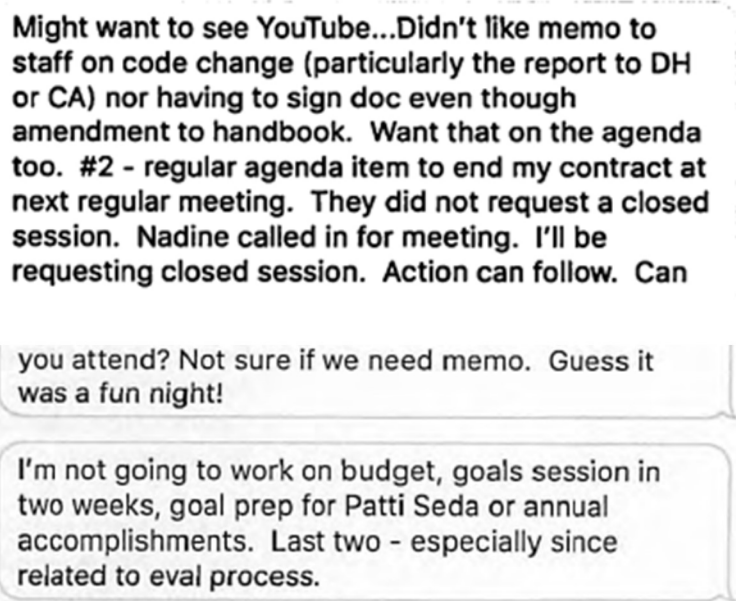 Might want to see YouTube...Didn't like memo to
staff on code change (particularly the report to DH
or CA) nor having to sign doc even though
amendment to handbook.  Want that on the agenda
too.  #2 - regular agenda item to end my contract at
next regular meeting.  They did not request a closed
session.  Nadine called in for meeting.  I'll be
requesting closed session.  Action can follow.  Can
you attend? Not sure if we need memo.  Guess it
was a fun night!
I'm not going to work on budget, goals session in
two weeks, goal prep for Patti Seda or annual
accomplishments.  Last two - especially since
related to eval process.